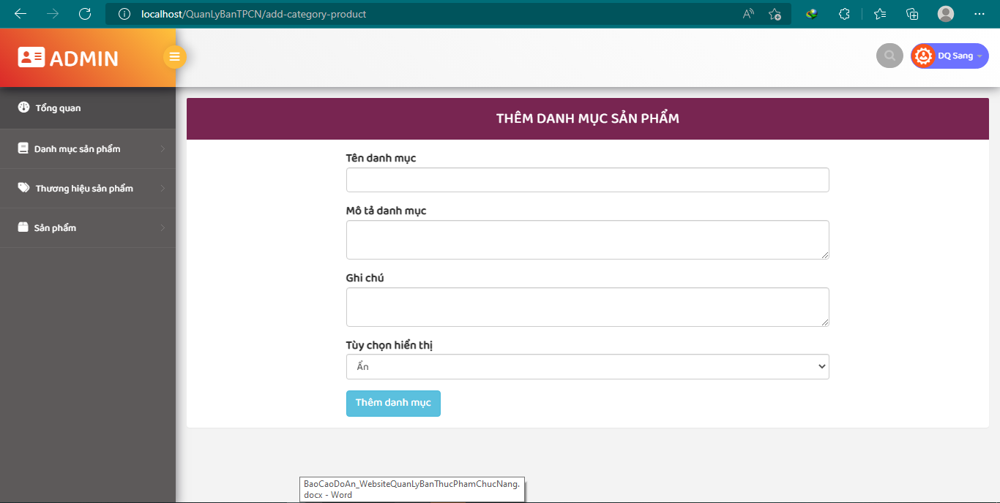 localhost/QuanLyBanTPCN/add-category-product
ADMIN
DQ Sang
Tổng quan
Danh mục sản phẩm
Thương hiệu sản phẩm
Sản phẩm
THÊM DANH MỤC SẢN PHẨM
Tên danh mục
Mô tả danh mục
Ghi chú
Tùy chọn hiển thị
Ẩn
Thêm danh mục
BaoCaoDoAn_WebsiteQuanLyBanThucPhamChucNang.
docx - Word